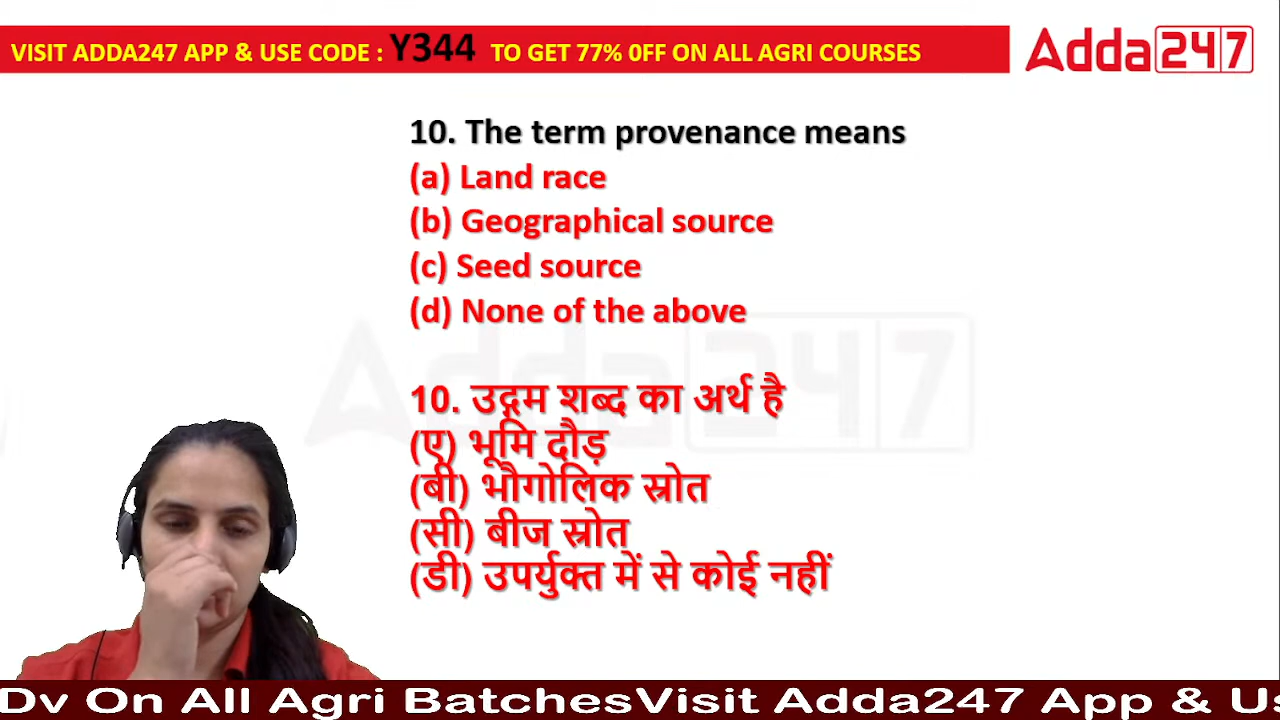 VISIT ADDA247 APP & USE CODE : Y344 TO GET 77% 0FF ON ALL AGRI COURSES
Adda247
10. The term provenance means
(a) Land race
(b) Geographical source
(c) Seed source
(d) None of the above
Adda247
10. उद्गम शब्द का अर्थ है
(ए) भूमि दौड़
(बी) भौगोलिक स्रोत
(सी) बीज स्रोत
(डी) उपर्युक्त में से कोई नहीं
Dv On All Agri BatchesVisit Adda247 App & Us